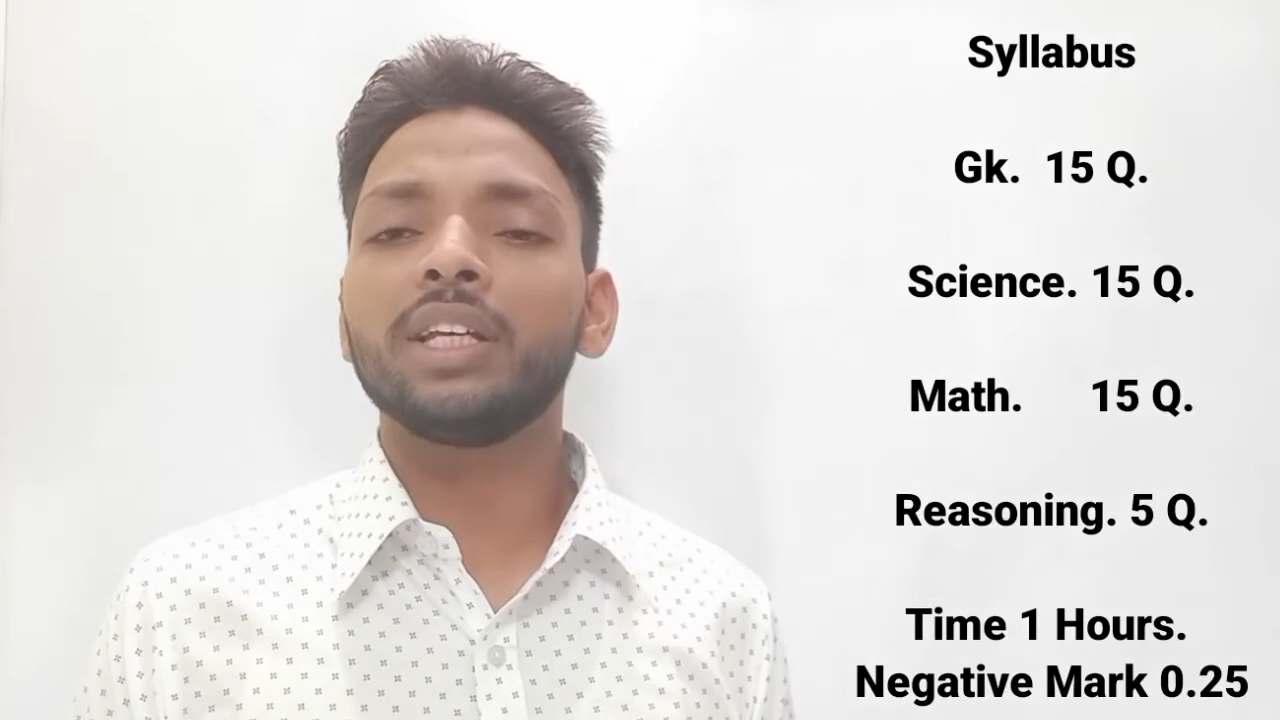 Syllabus
Gk. 15 Q.
Science. 15 Q.
Math. 15 Q.
Reasoning. 5 Q.
Time 1 Hours.
Negative Mark 0.25